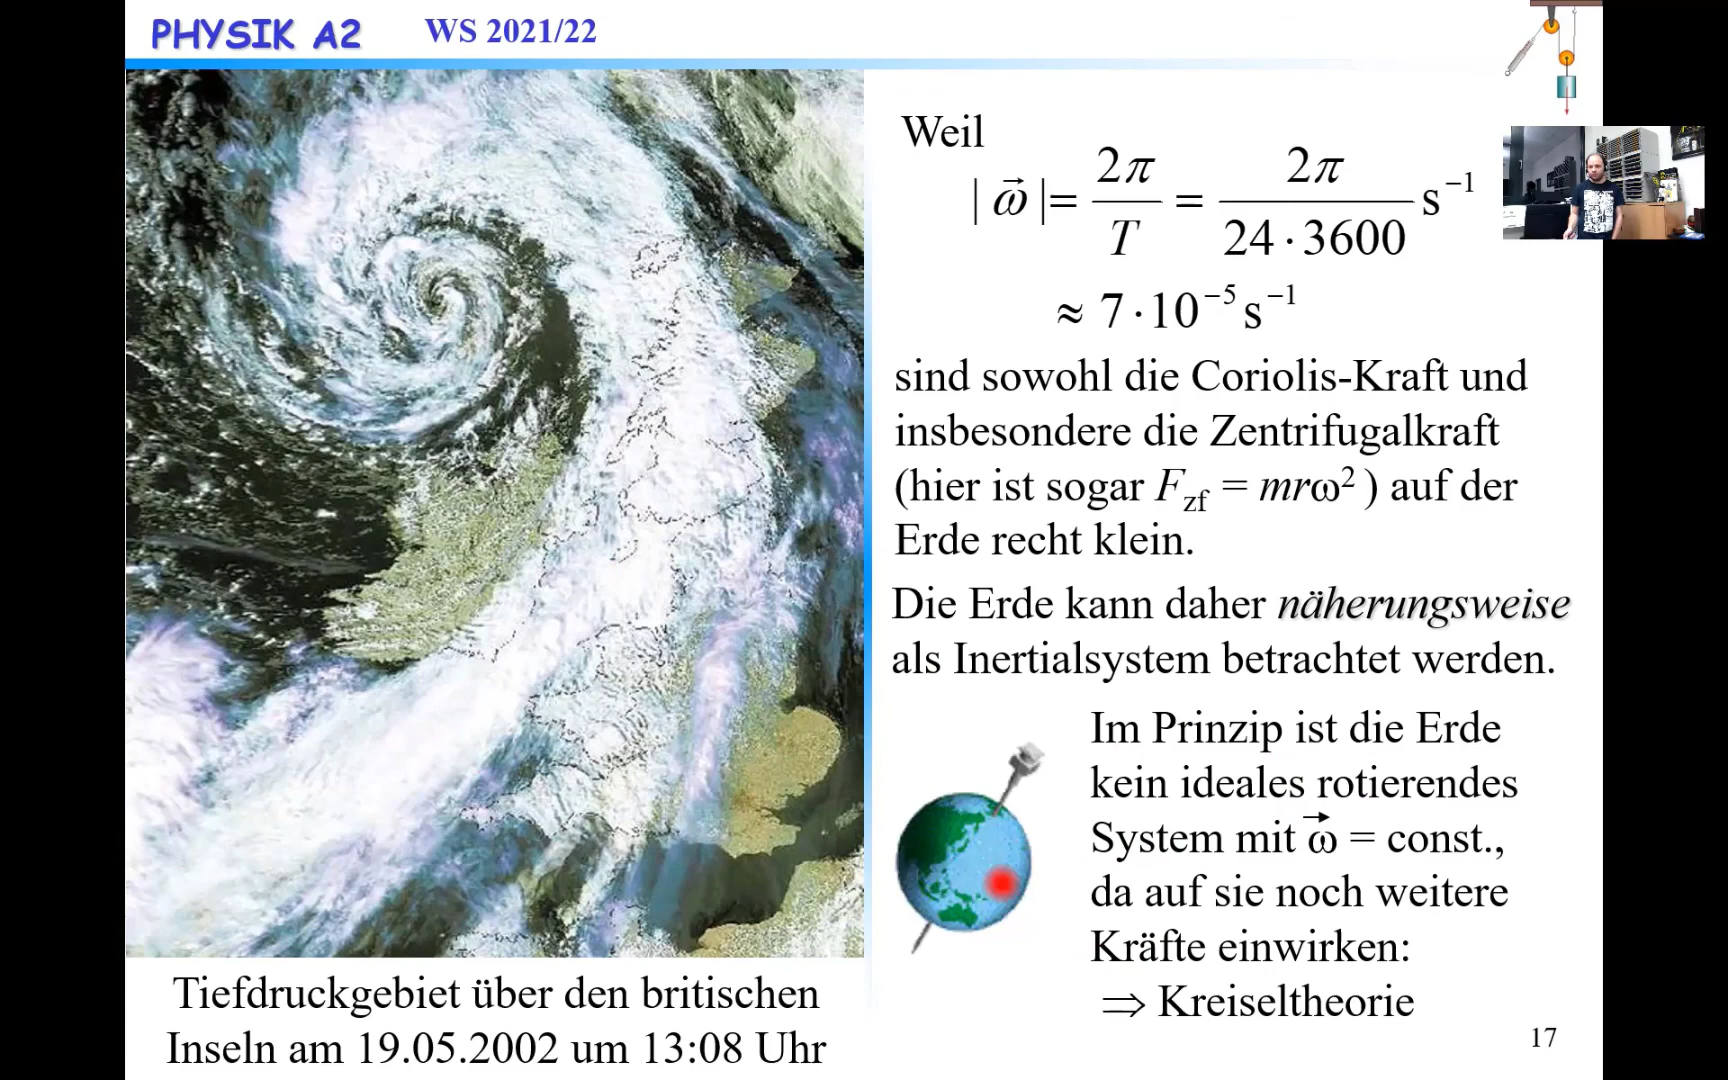 PHYSIK A2 WS 2021/22
Weil
|ω⃗|= 2π/T = 2π/(24·3600) s⁻¹
≈ 7·10⁻⁵ s⁻¹
sind sowohl die Coriolis-Kraft und
insbesondere die Zentrifugalkraft
(hier ist sogar F_zf = mrω² ) auf der
Erde recht klein.
Die Erde kann daher näherungsweise
als Inertialsystem betrachtet werden.
Im Prinzip ist die Erde
kein ideales rotierendes
System mit ω⃗ = const.,
da auf sie noch weitere
Kräfte einwirken:
⇒ Kreiseltheorie
Tiefdruckgebiet über den britischen
Inseln am 19.05.2002 um 13:08 Uhr
17